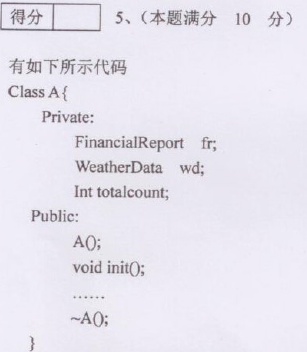 得分 5、（本题满分 10 分）
有如下所示代码
Class A{
Private:
FinancialReport fr;
WeatherData wd;
Int totalcount;
Public:
A();
void init();
......
~A();
}